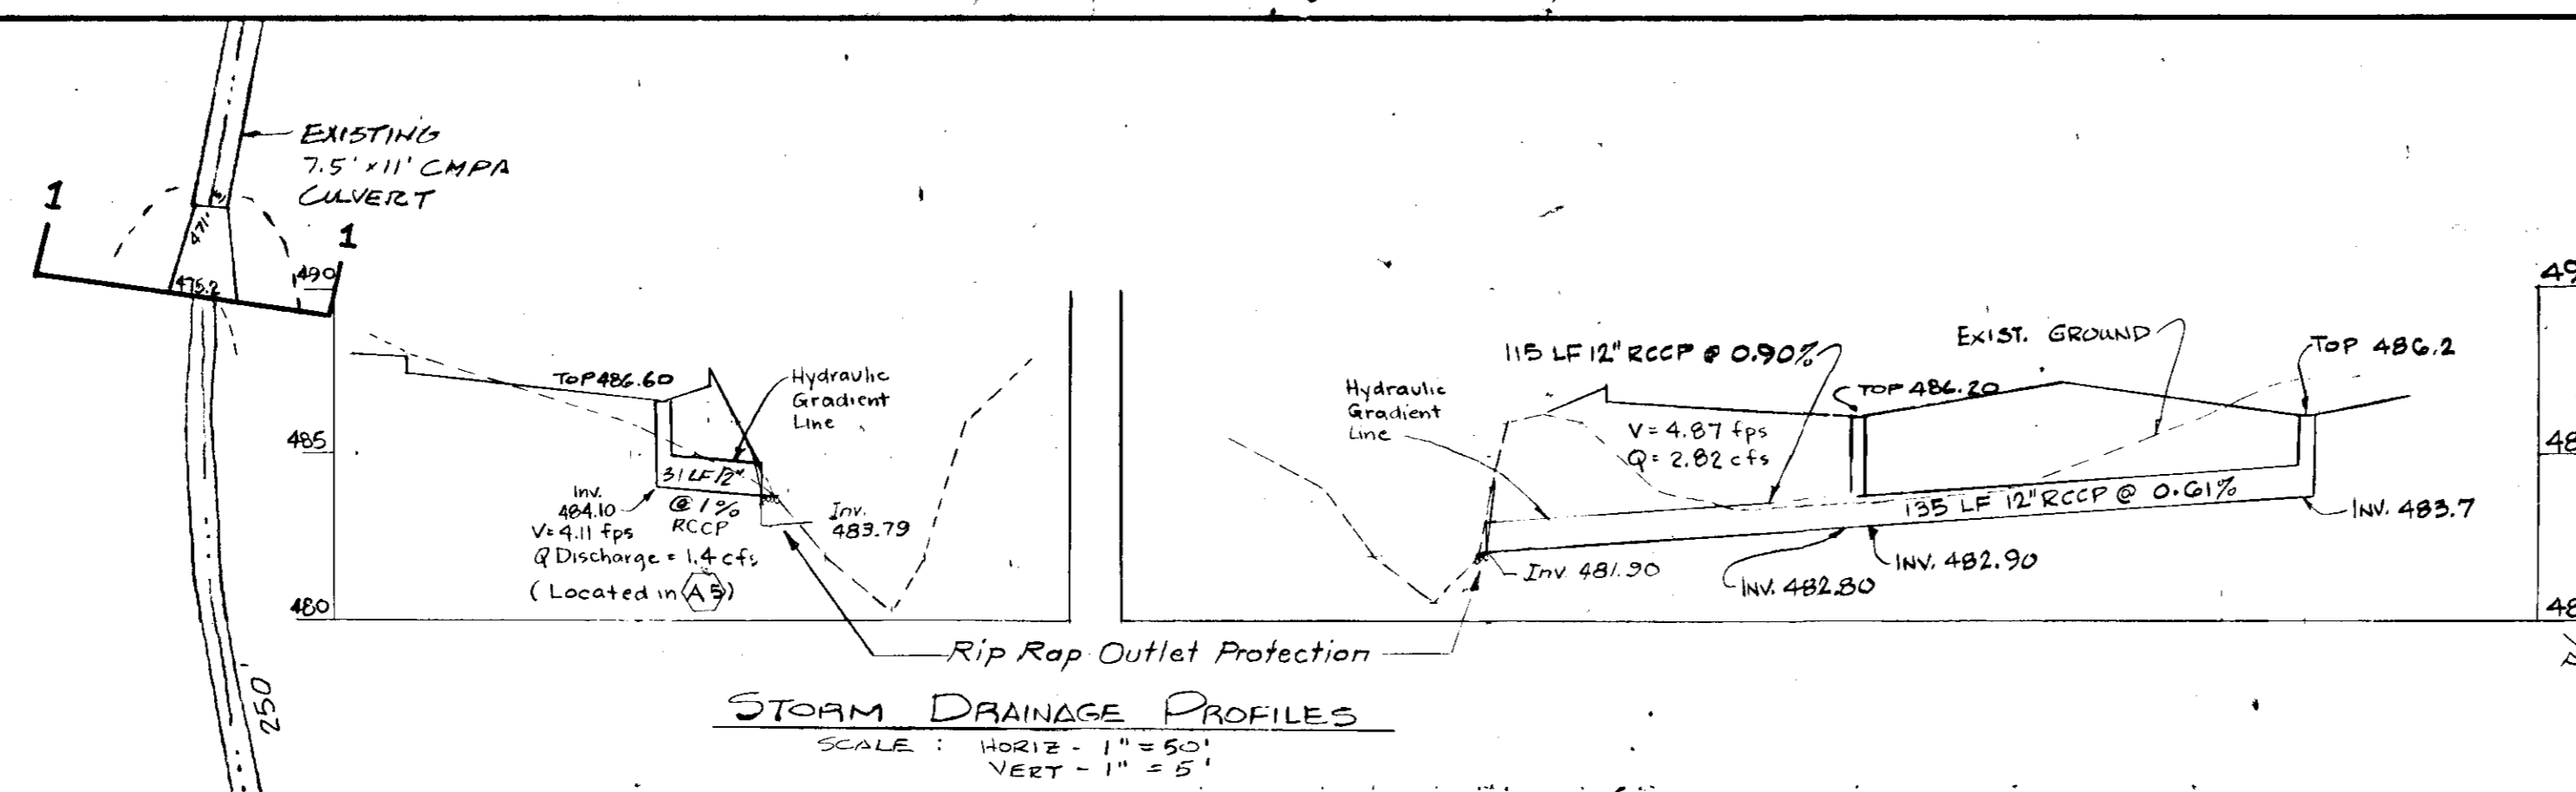 EXISTING
7.5' x 11' CMPA
CULVERT
1
1
475.2
490
485
480
250'
TOP 486.60
Hydraulic
Gradient
Line
31 LF 12"
@ 1%
RCCP
Inv.
484.10
V= 4.11 fps
Q Discharge = 1.4 cfs
(Located in A5)
Inv.
483.79
Hydraulic
Gradient
Line
115 LF 12" RCCP @ 0.90%
V= 4.87 fps
Q= 2.82 cfs
TOP 486.20
EXIST. GROUND
TOP 486.2
135 LF 12" RCCP @ 0.61%
INV. 483.7
INV. 482.90
INV. 482.80
Inv 481.90
49
48
48
Rip Rap Outlet Protection
STORM DRAINAGE PROFILES
SCALE : HORIZ - 1" = 50'
VERT - 1" = 5'